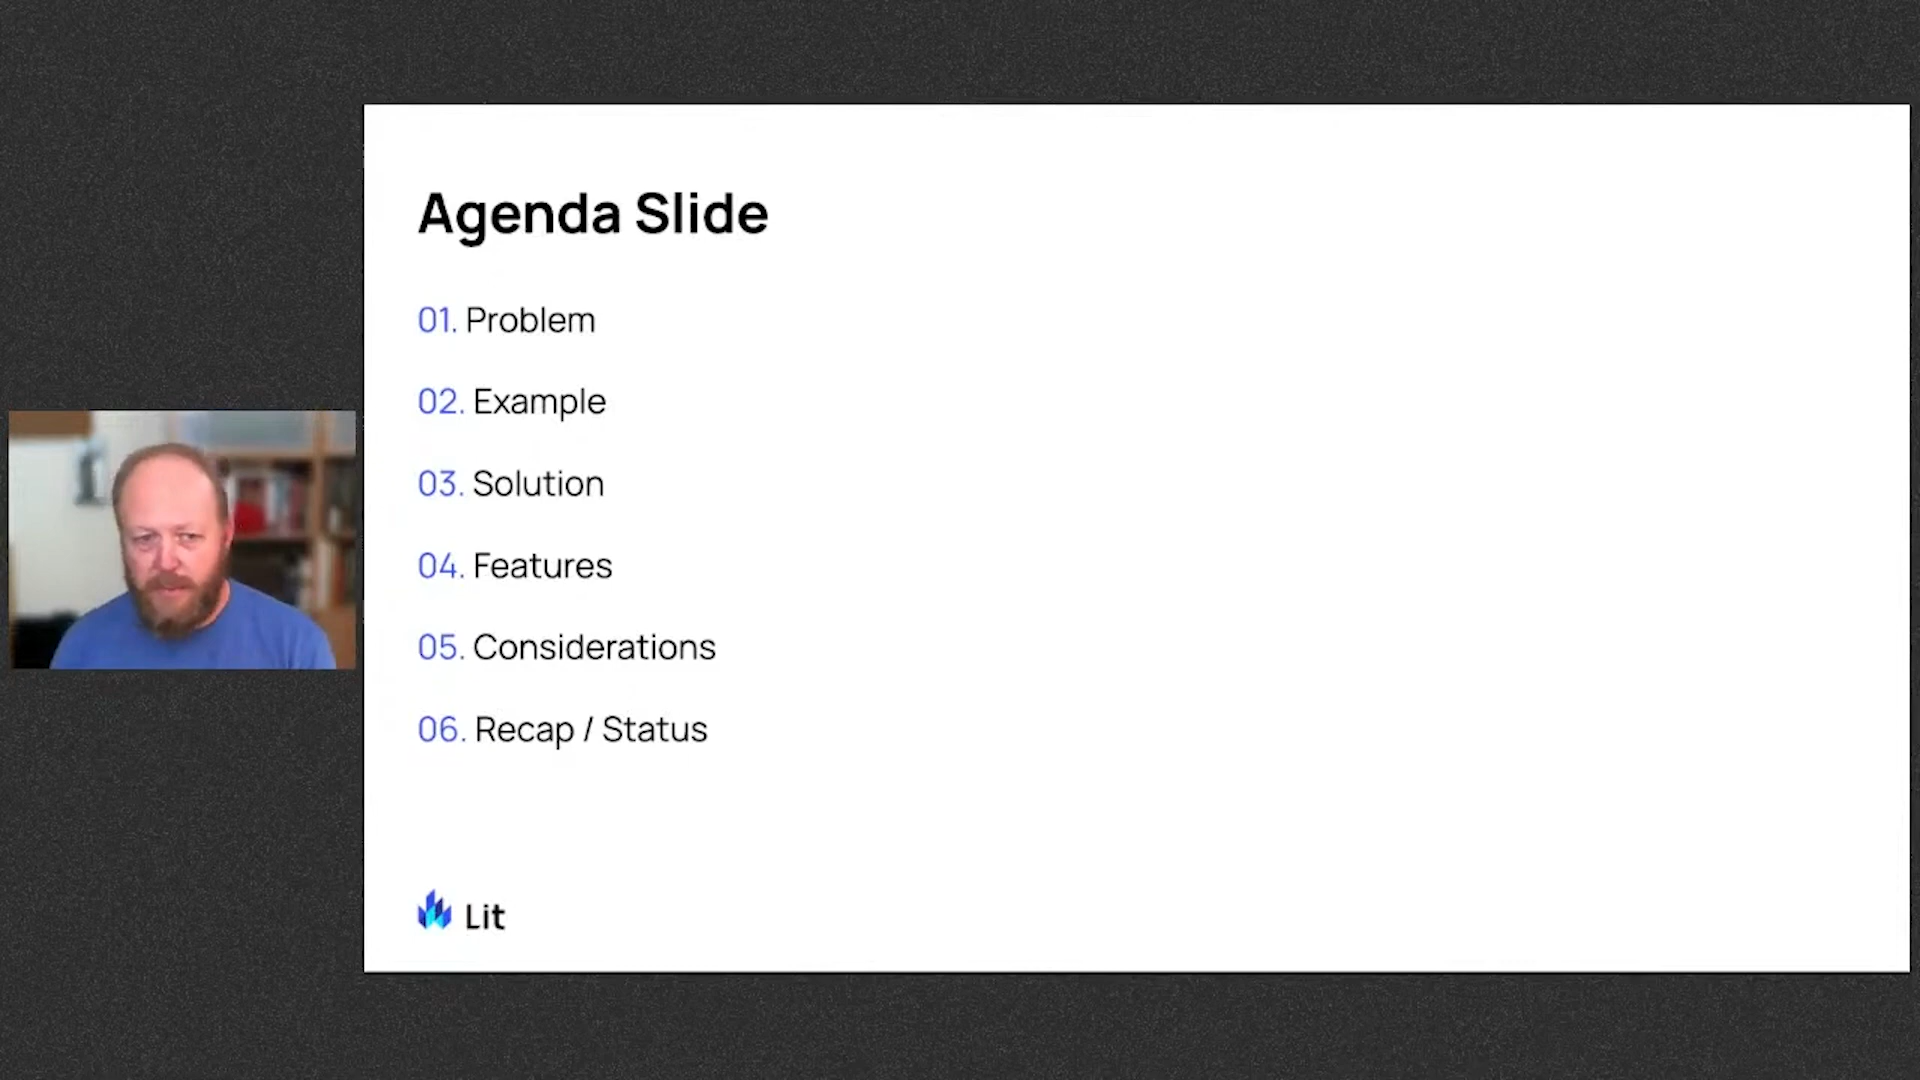 Agenda Slide
01. Problem
02. Example
03. Solution
04. Features
05. Considerations
06. Recap / Status
Lit